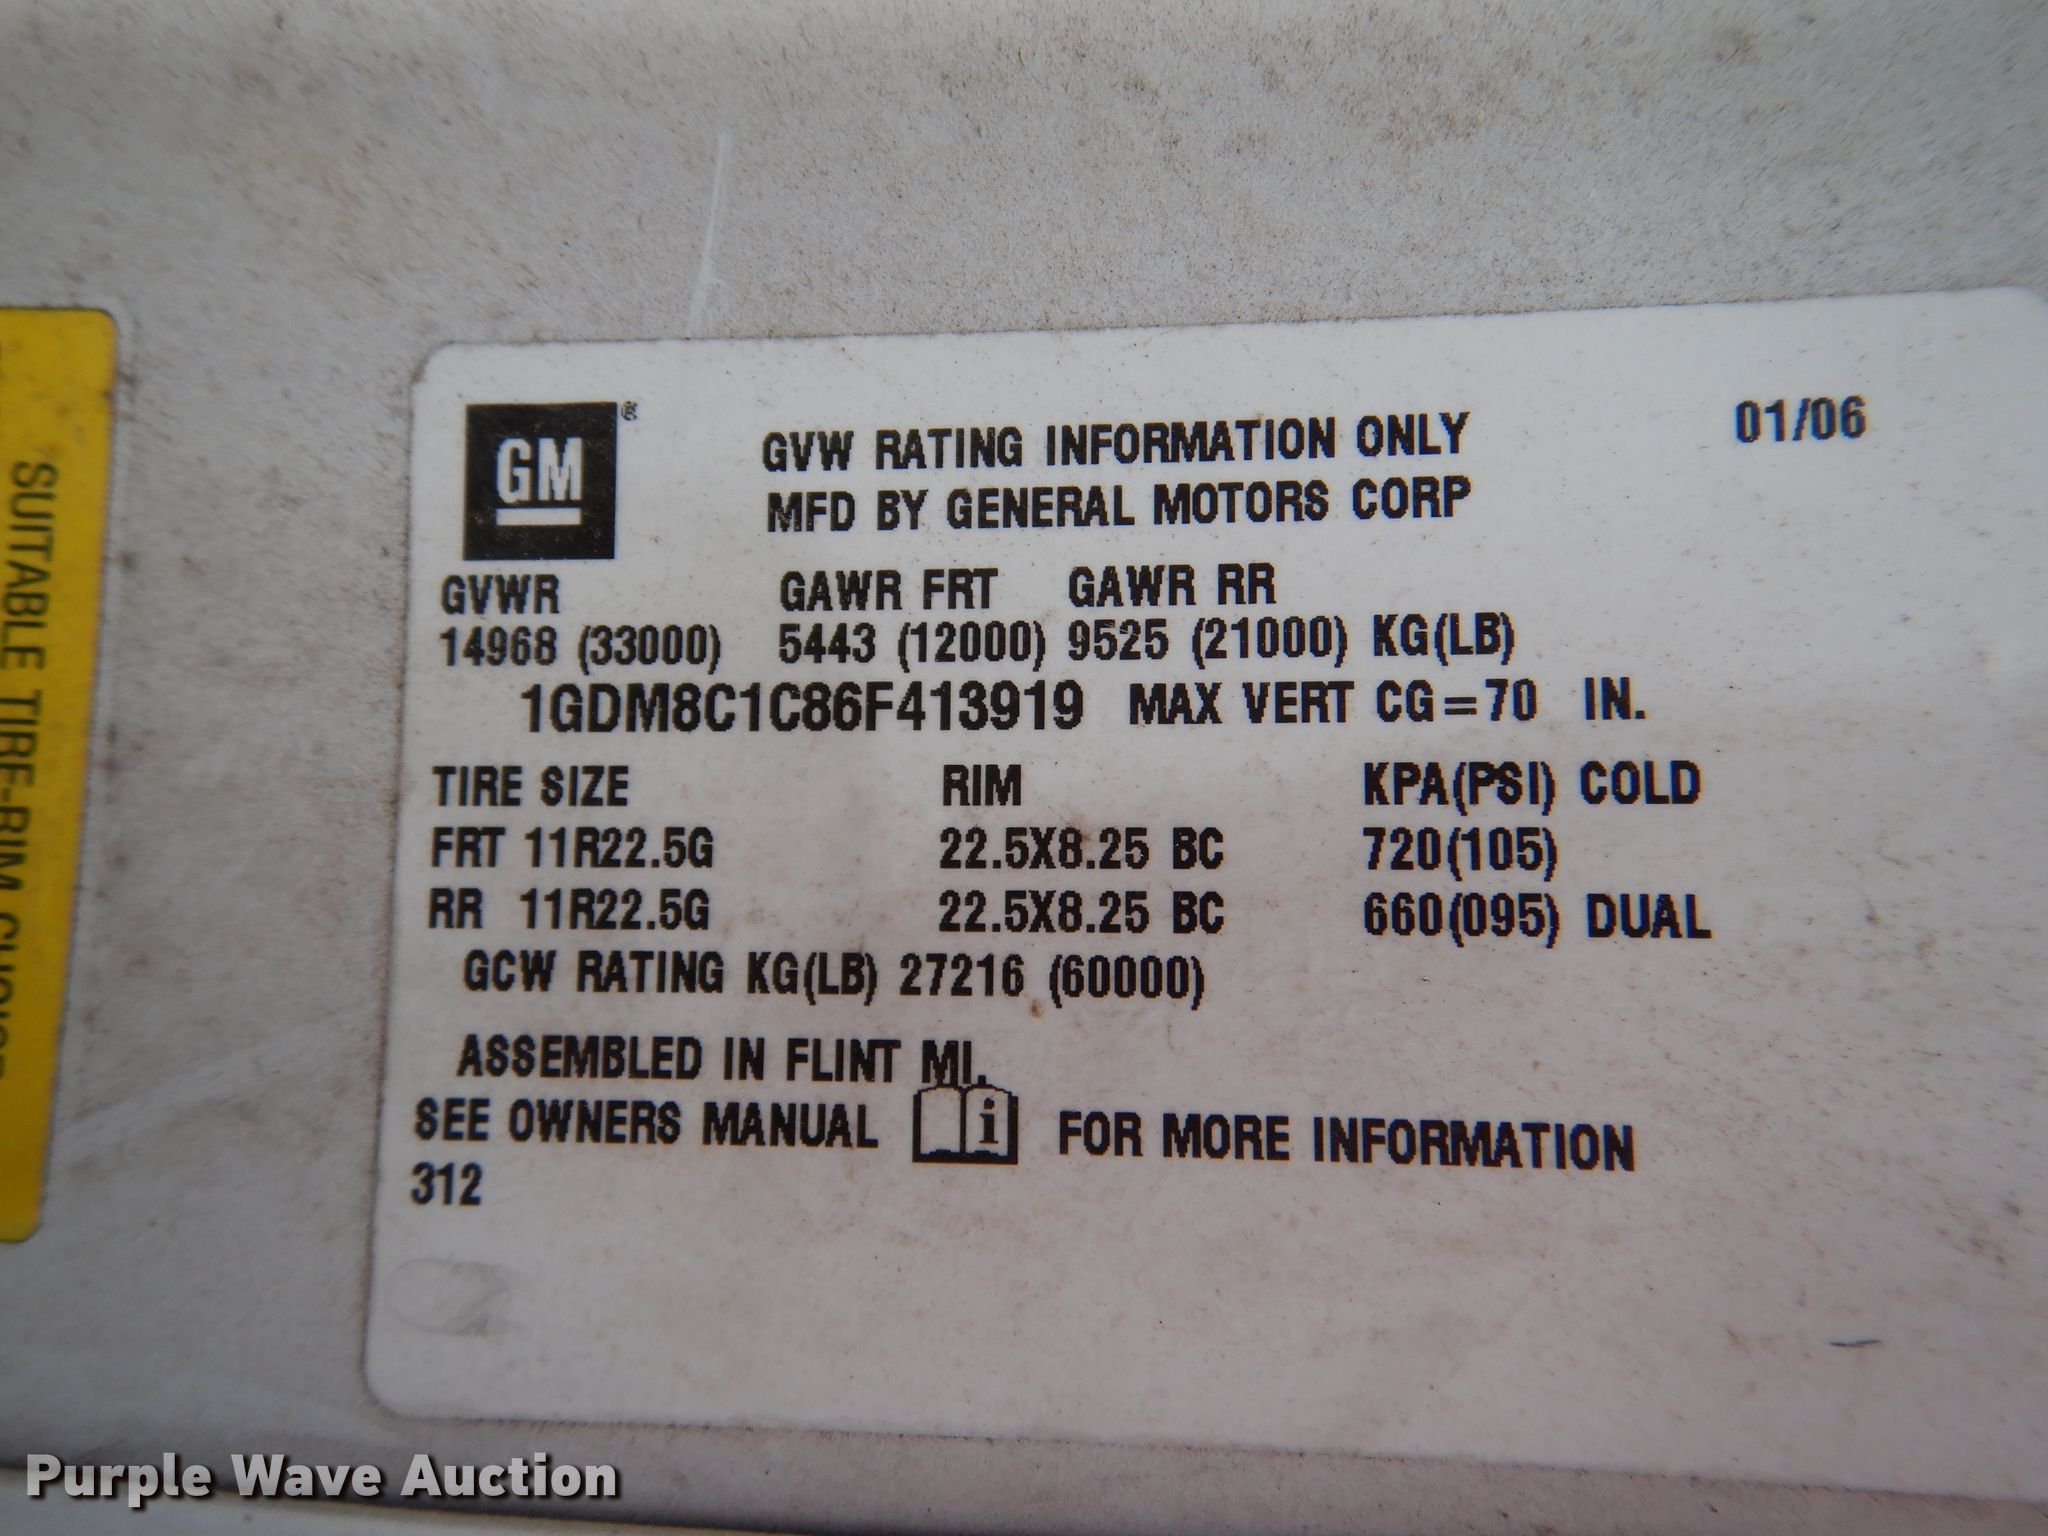 GM®
GVW RATING INFORMATION ONLY 01/06
MFD BY GENERAL MOTORS CORP
GVWR GAWR FRT GAWR RR
14968 (33000) 5443 (12000) 9525 (21000) KG(LB)
1GDM8C1C86F413919 MAX VERT CG=70 IN.
TIRE SIZE RIM KPA(PSI) COLD
FRT 11R22.5G 22.5X8.25 BC 720(105)
RR 11R22.5G 22.5X8.25 BC 660(095) DUAL
GCW RATING KG(LB) 27216 (60000)
ASSEMBLED IN FLINT MI.
SEE OWNERS MANUAL i FOR MORE INFORMATION
312
SUITABLE TIRE-RIM
Purple Wave Auction